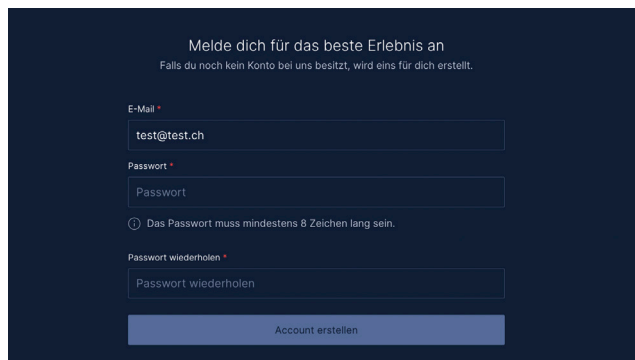 Melde dich für das beste Erlebnis an
Falls du noch kein Konto bei uns besitzt, wird eins für dich erstellt.
E-Mail *
test@test.ch
Passwort *
Passwort
Das Passwort muss mindestens 8 Zeichen lang sein.
Passwort wiederholen *
Passwort wiederholen
Account erstellen